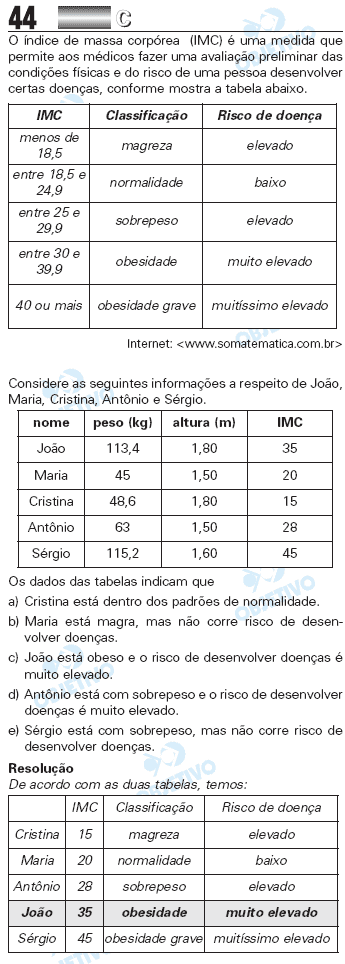 44 C
O índice de massa corpórea (IMC) é uma medida que
permite aos médicos fazer uma avaliação preliminar das
condições físicas e do risco de uma pessoa desenvolver
certas doenças, conforme mostra a tabela abaixo.
IMC Classificação Risco de doença
menos de
18,5 magreza elevado
entre 18,5 e
24,9 normalidade baixo
entre 25 e
29,9 sobrepeso elevado
entre 30 e
39,9 obesidade muito elevado
40 ou mais obesidade grave muitíssimo elevado
Internet: <www.somatematica.com.br>
Considere as seguintes informações a respeito de João,
Maria, Cristina, Antônio e Sérgio.
nome peso (kg) altura (m) IMC
João 113,4 1,80 35
Maria 45 1,50 20
Cristina 48,6 1,80 15
Antônio 63 1,50 28
Sérgio 115,2 1,60 45
Os dados das tabelas indicam que
a) Cristina está dentro dos padrões de normalidade.
b) Maria está magra, mas não corre risco de desen-
volver doenças.
c) João está obeso e o risco de desenvolver doenças é
muito elevado.
d) Antônio está com sobrepeso e o risco de desenvolver
doenças é muito elevado.
e) Sérgio está com sobrepeso, mas não corre risco de
desenvolver doenças.
Resolução
De acordo com as duas tabelas, temos:
IMC Classificação Risco de doença
Cristina 15 magreza elevado
Maria 20 normalidade baixo
Antônio 28 sobrepeso elevado
João 35 obesidade muito elevado
Sérgio 45 obesidade grave muitíssimo elevado